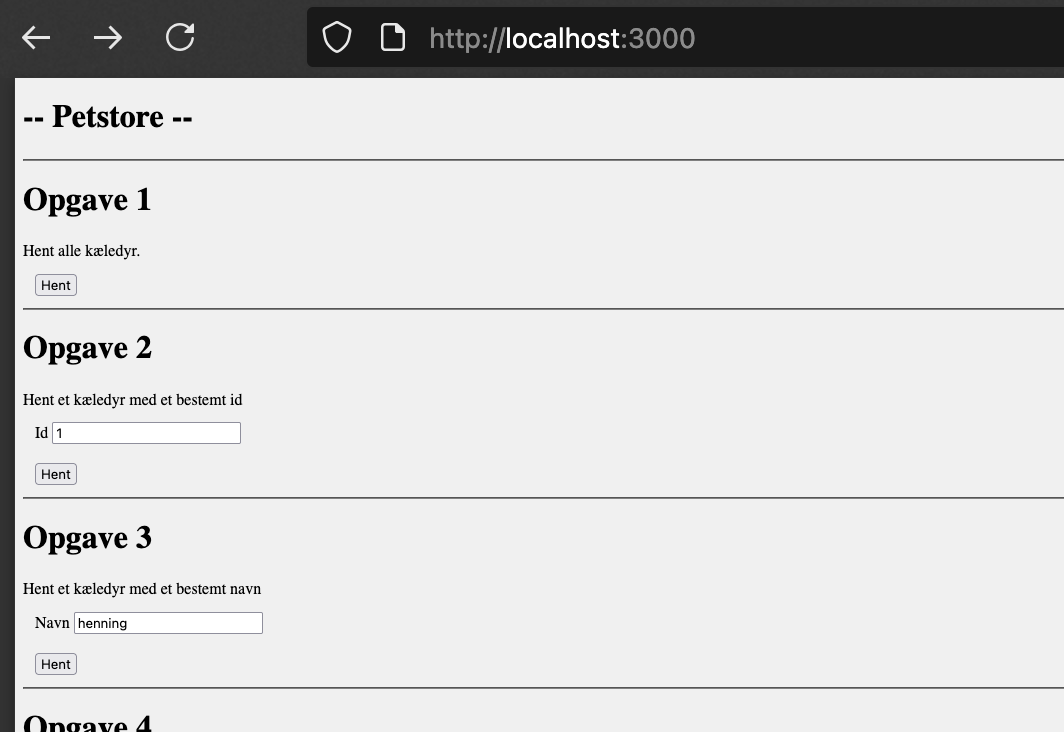 http://localhost:3000
-- Petstore --
Opgave 1
Hent alle kæledyr.
Hent
Opgave 2
Hent et kæledyr med et bestemt id
Id 1
Hent
Opgave 3
Hent et kæledyr med et bestemt navn
Navn henning
Hent
Opgave 4